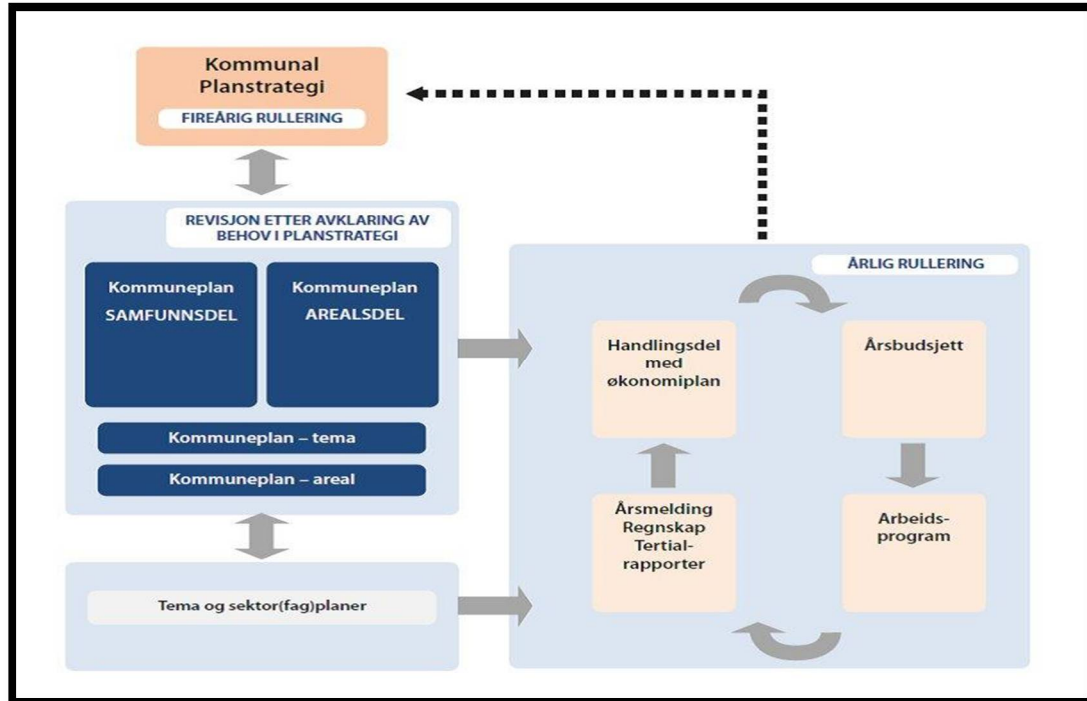 Kommunal
Planstrategi
FIREÅRIG RULLERING
REVISJON ETTER AVKLARING AV
BEHOV I PLANSTRATEGI
Kommuneplan
SAMFUNNSDEL
Kommuneplan
AREALSDEL
Kommuneplan – tema
Kommuneplan – areal
Tema og sektor(fag)planer
ÅRLIG RULLERING
Handlingsdel
med
økonomiplan
Årsbudsjett
Årsmelding
Regnskap
Tertial-
rapporter
Arbeids-
program